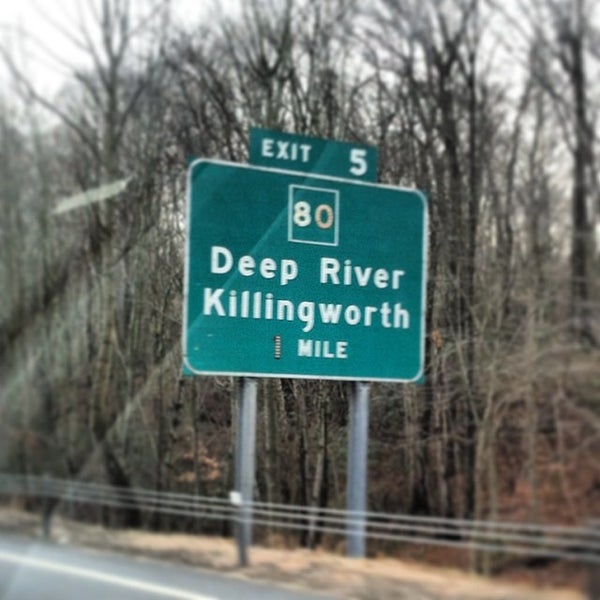 EXIT 5
80
Deep River
Killingworth
1 MILE